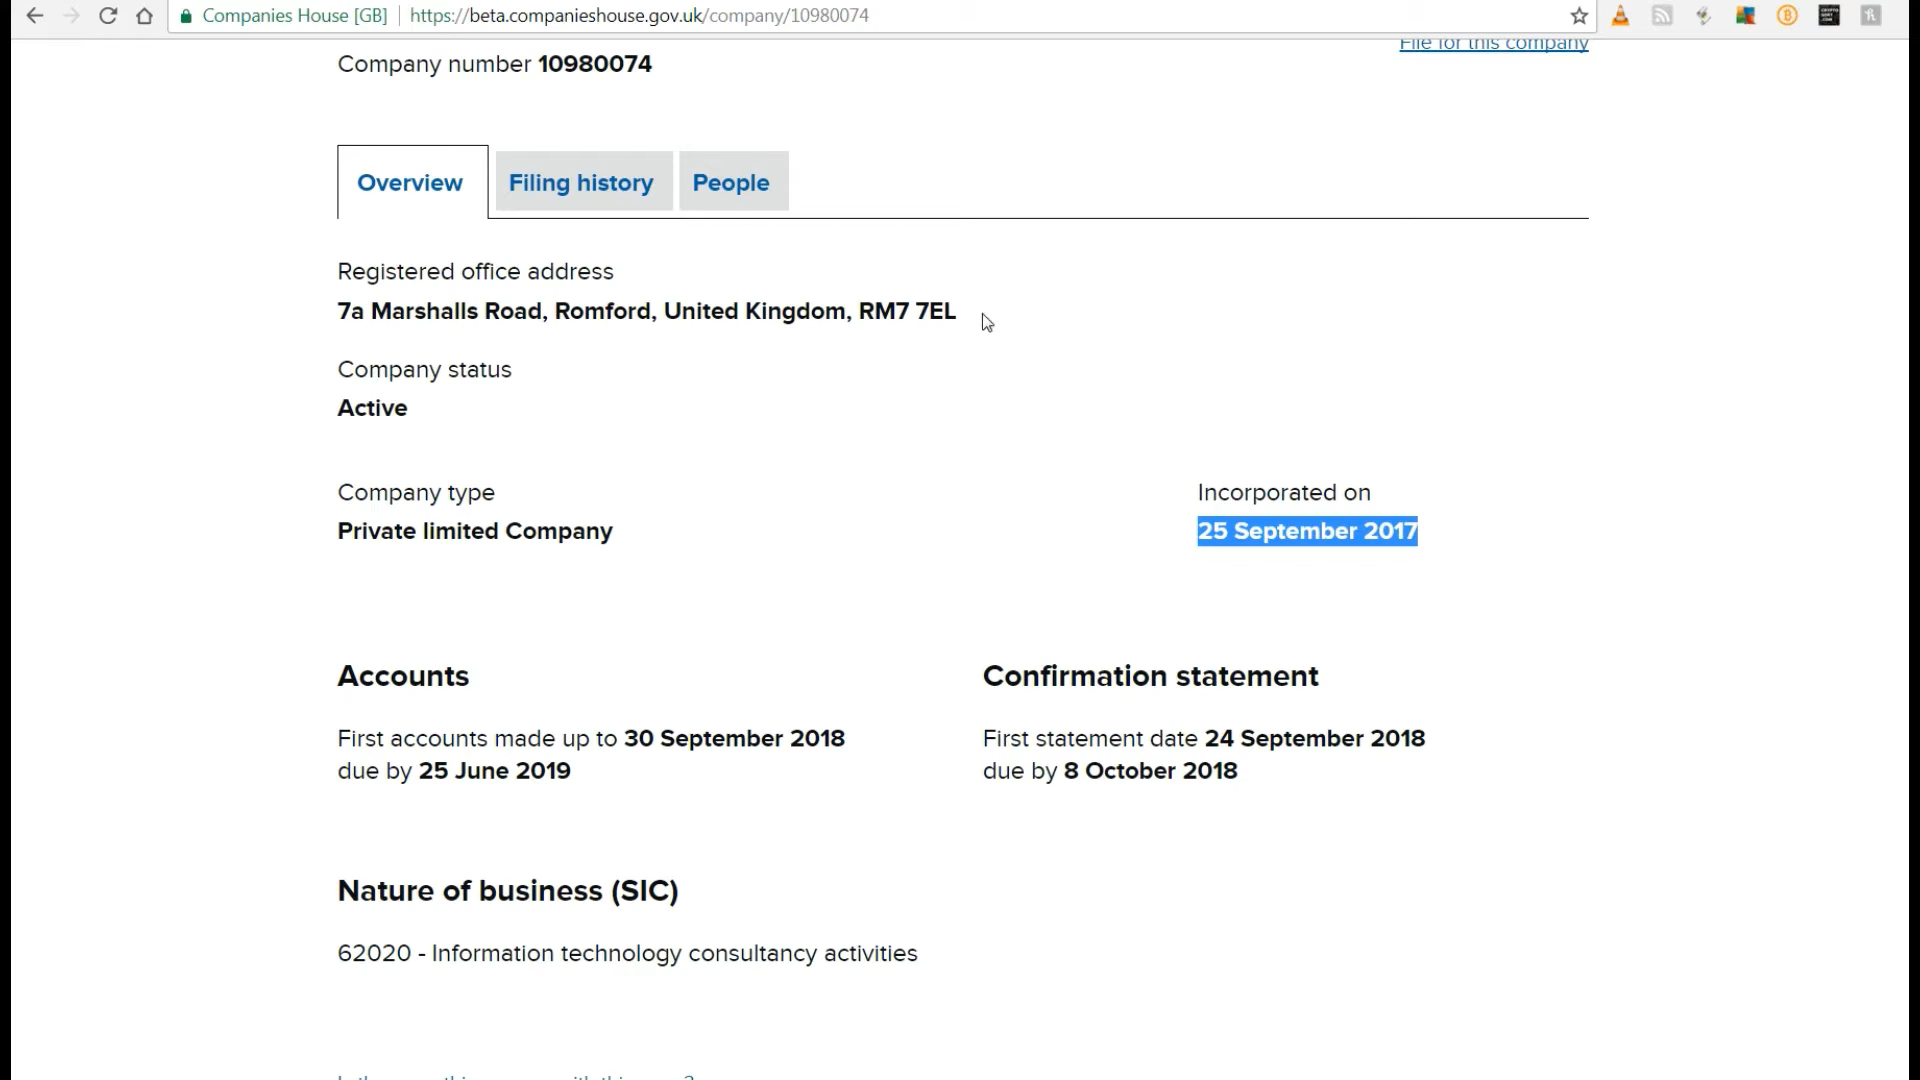 Companies House [GB] https://beta.companieshouse.gov.uk/company/10980074
File for this company
Company number 10980074
Overview Filing history People
Registered office address
7a Marshalls Road, Romford, United Kingdom, RM7 7EL
Company status
Active
Company type Incorporated on
Private limited Company 25 September 2017
Accounts Confirmation statement
First accounts made up to 30 September 2018 First statement date 24 September 2018
due by 25 June 2019 due by 8 October 2018
Nature of business (SIC)
62020 - Information technology consultancy activities